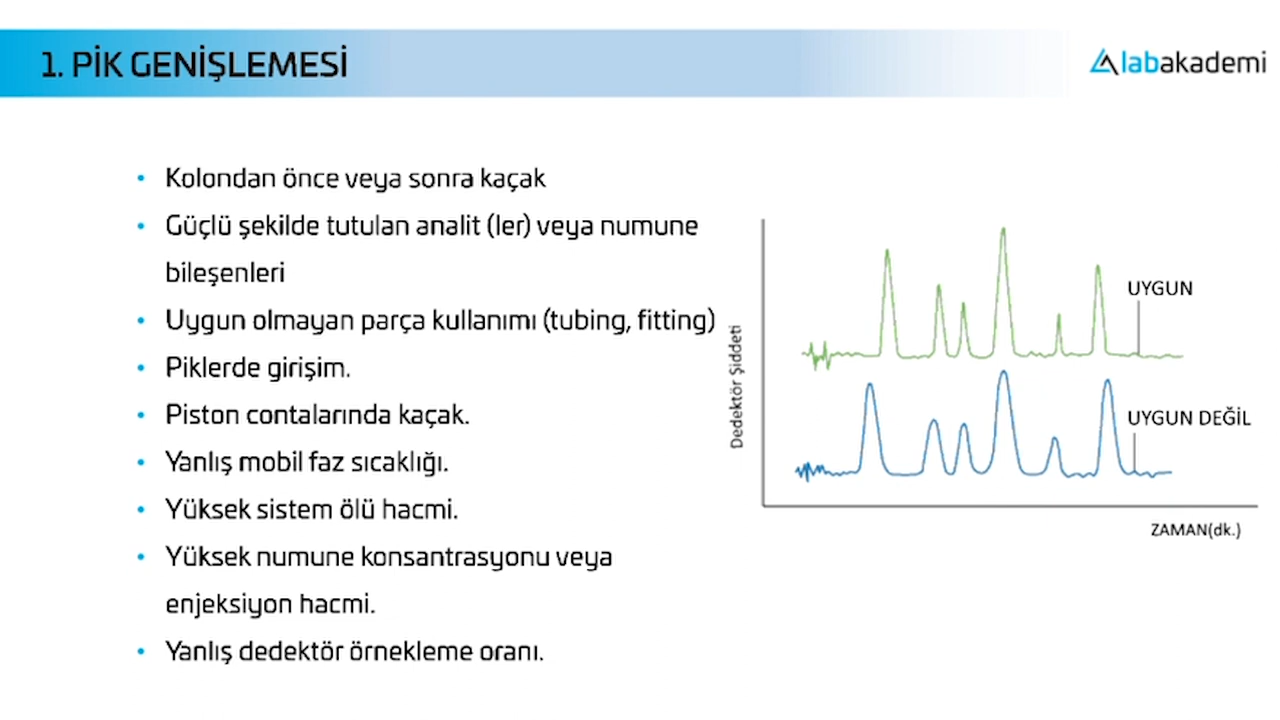 1. PİK GENİŞLEMESİ
labakademi
• Kolondan önce veya sonra kaçak
• Güçlü şekilde tutulan analit (ler) veya numune
bileşenleri
• Uygun olmayan parça kullanımı (tubing, fitting)
• Piklerde girişim.
• Piston contalarında kaçak.
• Yanlış mobil faz sıcaklığı.
• Yüksek sistem ölü hacmi.
• Yüksek numune konsantrasyonu veya
enjeksiyon hacmi.
• Yanlış dedektör örnekleme oranı.
Dedektör Şiddeti
UYGUN
UYGUN DEĞİL
ZAMAN(dk.)